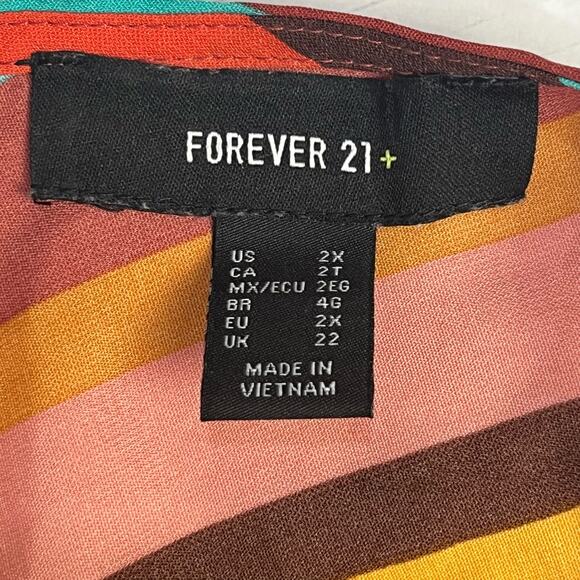 FOREVER 21+
US 2X
CA 2T
MX/ECU 2EG
BR 4G
EU 2X
UK 22
MADE IN
VIETNAM